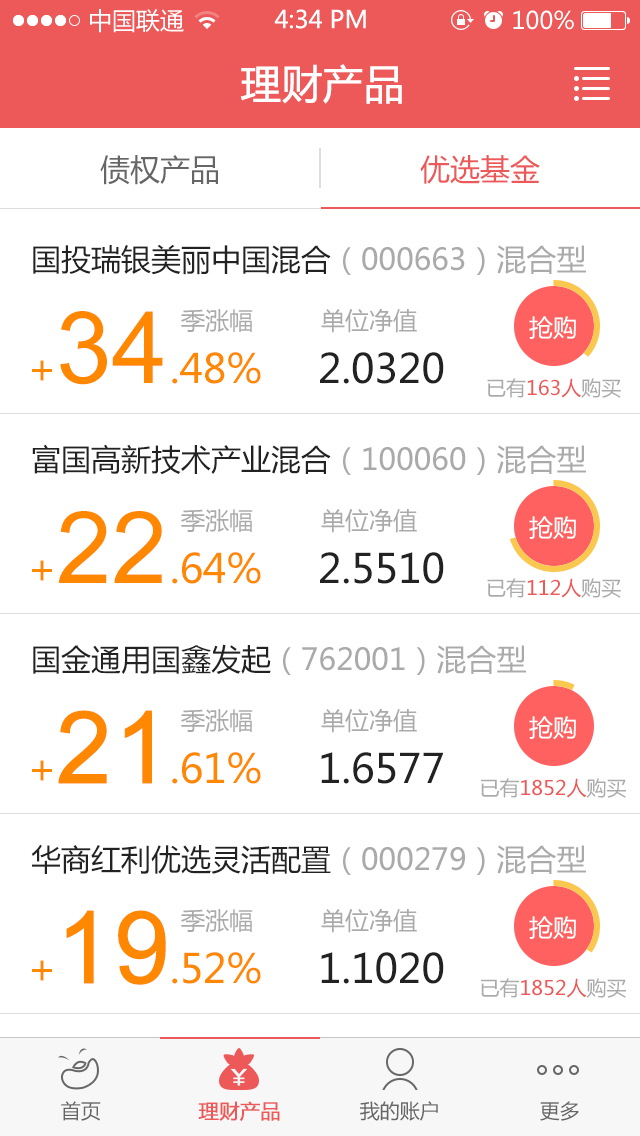 中国联通 4:34 PM 100%
理财产品
债权产品 优选基金
国投瑞银美丽中国混合（000663）混合型
季涨幅 单位净值 抢购
+34.48% 2.0320
已有163人购买
富国高新技术产业混合（100060）混合型
季涨幅 单位净值 抢购
+22.64% 2.5510
已有112人购买
国金通用国鑫发起（762001）混合型
季涨幅 单位净值 抢购
+21.61% 1.6577
已有1852人购买
华商红利优选灵活配置（000279）混合型
季涨幅 单位净值 抢购
+19.52% 1.1020
已有1852人购买
¥
首页 理财产品 我的账户 更多